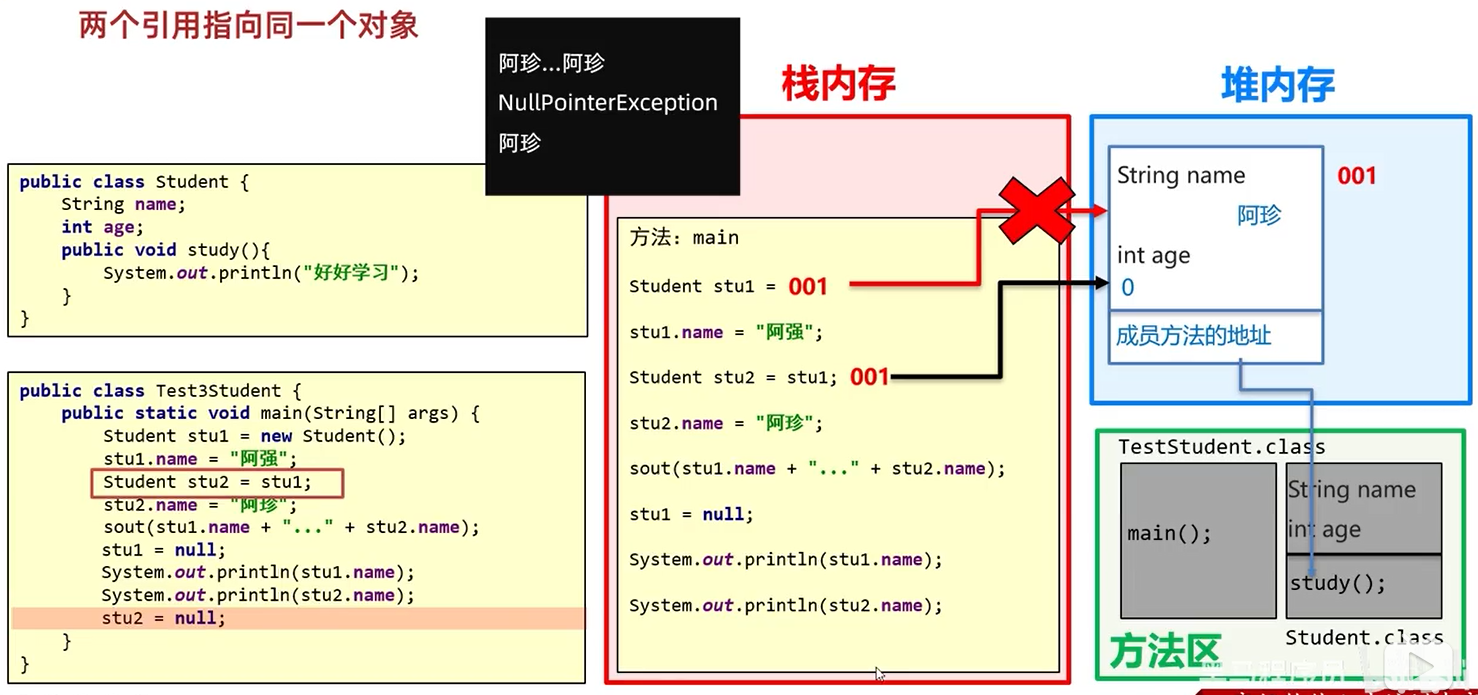 两个引用指向同一个对象
阿珍...阿珍
NullPointerException
阿珍
public class Student {
String name;
int age;
public void study(){
System.out.println("好好学习");
}
}
public class Test3Student {
public static void main(String[] args) {
Student stu1 = new Student();
stu1.name = "阿强";
Student stu2 = stu1;
stu2.name = "阿珍";
sout(stu1.name + "..." + stu2.name);
stu1 = null;
System.out.println(stu1.name);
System.out.println(stu2.name);
stu2 = null;
}
}
栈内存
方法：main
Student stu1 = 001
stu1.name = "阿强";
Student stu2 = stu1; 001
stu2.name = "阿珍";
sout(stu1.name + "..." + stu2.name);
stu1 = null;
System.out.println(stu1.name);
System.out.println(stu2.name);
堆内存
String name 001
阿珍
int age
0
成员方法的地址
TestStudent.class
main();
String name
int age
study();
Student.class
方法区